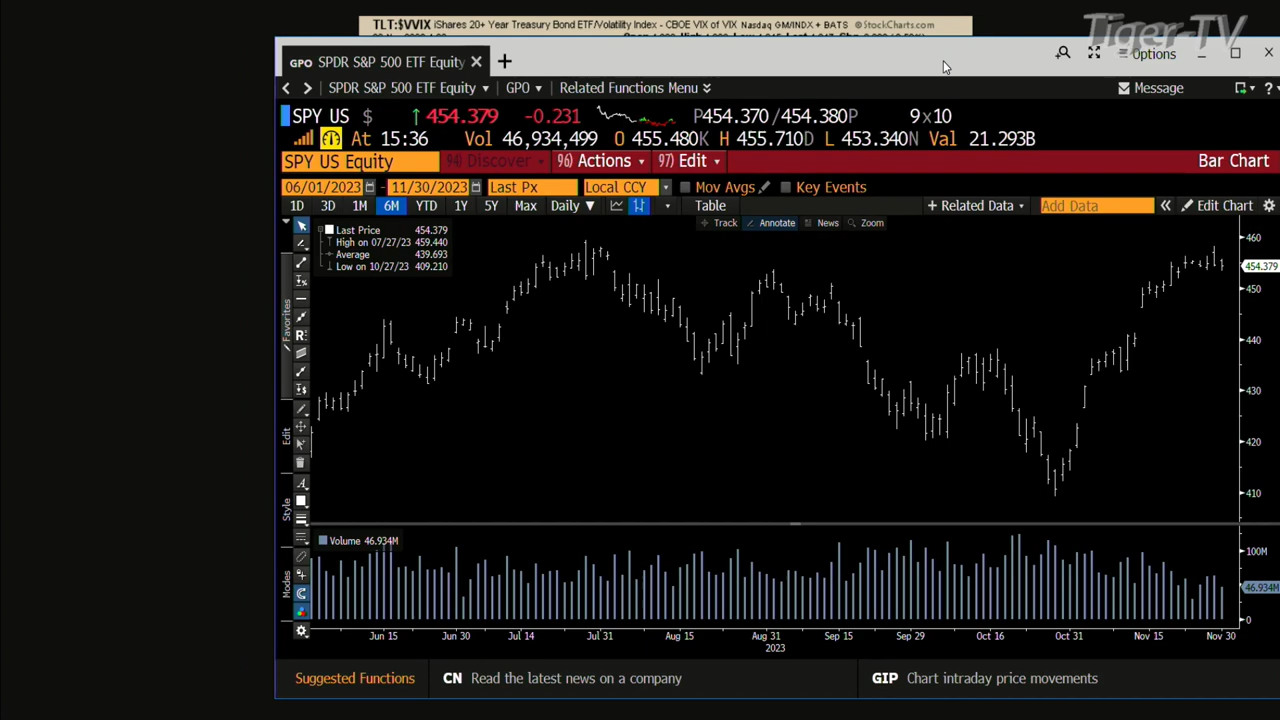 TLT:$VVIX iShares 20+ Year Treasury Bond ETF/Volatility Index - CBOE VIX of VIX Nasdaq GM/INDX + BATS @StockCharts.com
Tiger-TV
GPO SPDR S&P 500 ETF Equity
Options
SPDR S&P 500 ETF Equity GPO Related Functions Menu Message ?
SPY US $ ↑ 454.379 -0.231 P454.370/454.380P 9x10
At 15:36 Vol 46,934,499 O 455.480K H 455.710D L 453.340N Val 21.293B
SPY US Equity 94) Discover 96) Actions 97) Edit Bar Chart
06/01/2023 - 11/30/2023 Last Px Local CCY Mov Avgs Key Events
1D 3D 1M 6M YTD 1Y 5Y Max Daily ▼ Table + Related Data Add Data « Edit Chart
Track Annotate News Zoom
Last Price 454.379
High on 07/27/23 459.440
Average 439.693
Low on 10/27/23 409.210
460
454.379
450
440
430
420
410
Favorites
Edit
Style
Modes
Volume 46.934M
100M
46.934M
0
Jun 15 Jun 30 Jul 14 Jul 31 Aug 15 Aug 31 Sep 15 Sep 29 Oct 16 Oct 31 Nov 15 Nov 30
2023
Suggested Functions CN Read the latest news on a company GIP Chart intraday price movements